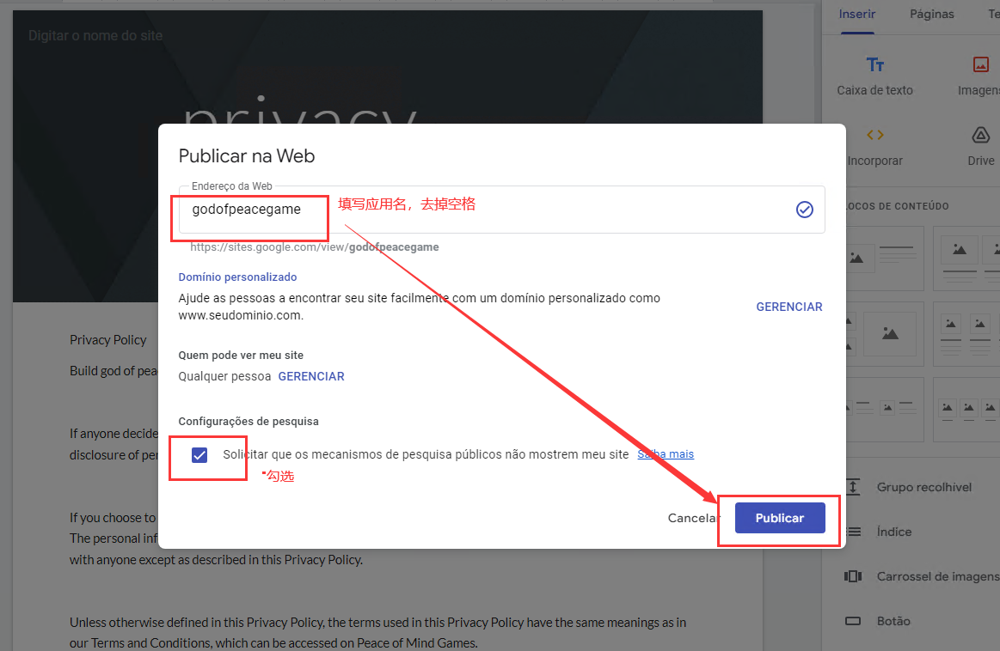 Digitar o nome do site
Inserir
Páginas
privacy
Caixa de texto
Imagens
Incorporar
Drive
Publicar na Web
Endereço da Web
godofpeacegame
填写应用名，去掉空格
https://sites.google.com/view/godofpeacegame
Domínio personalizado
Ajude as pessoas a encontrar seu site facilmente com um domínio personalizado como
www.seudominio.com.
GERENCIAR
Quem pode ver meu site
Qualquer pessoa GERENCIAR
Configurações de pesquisa
Solicitar que os mecanismos de pesquisa públicos não mostrem meu site Saiba mais
"勾选
Cancelar
Publicar
LOCOS DE CONTEÚDO
Grupo recolhível
Índice
Carrossel de imagens
Botão
Privacy Policy
Build god of pea
If anyone decide
disclosure of per
If you choose to
The personal inf
with anyone except as described in this Privacy Policy.
Unless otherwise defined in this Privacy Policy, the terms used in this Privacy Policy have the same meanings as in
our Terms and Conditions, which can be accessed on Peace of Mind Games.